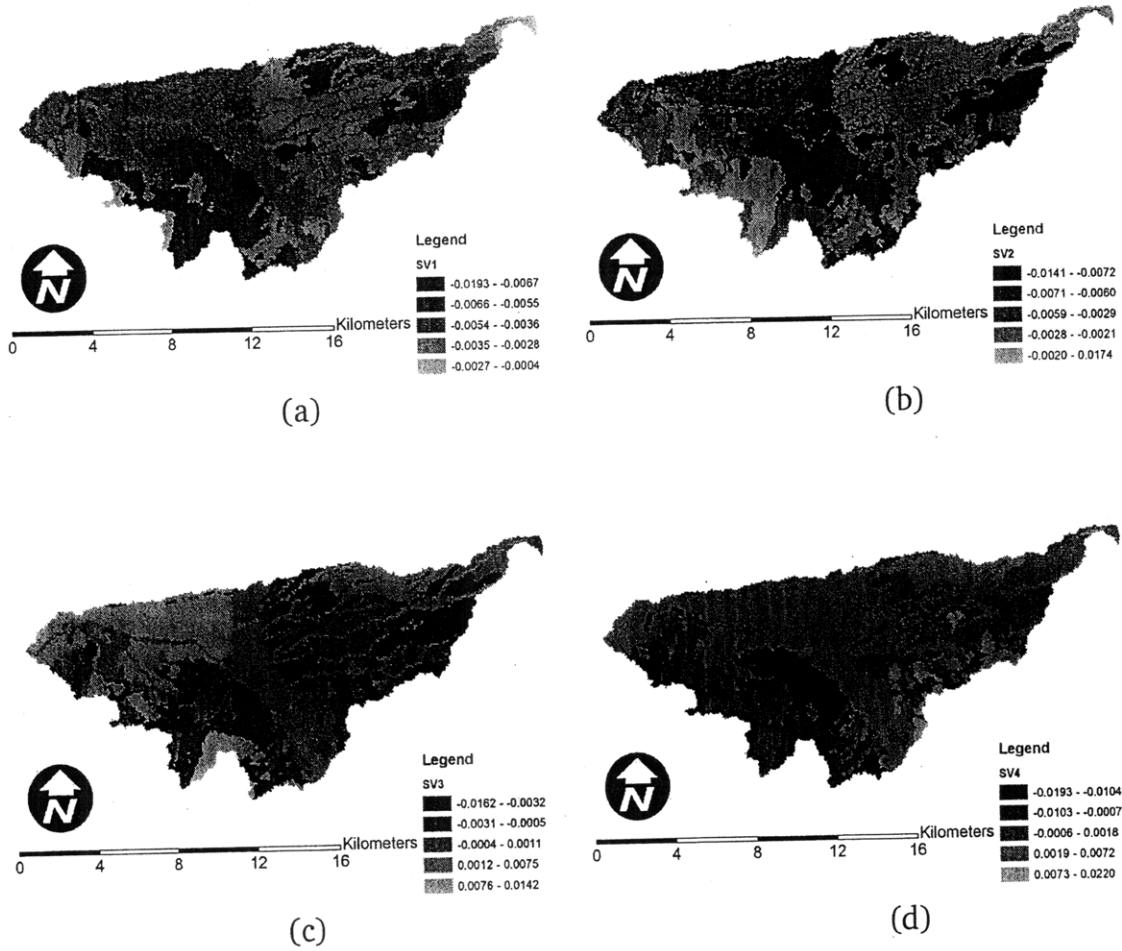 N
Legend
SV1
-0.0193 - -0.0067
-0.0066 - -0.0055
-0.0054 - -0.0036
-0.0035 - -0.0028
-0.0027 - -0.0004
Kilometers
0 4 8 12 16
(a)
N
Legend
SV2
-0.0141 - -0.0072
-0.0071 - -0.0060
-0.0059 - -0.0029
-0.0028 - -0.0021
-0.0020 - 0.0174
Kilometers
0 4 8 12 16
(b)
N
Legend
SV3
-0.0162 - -0.0032
-0.0031 - -0.0005
-0.0004 - 0.0011
0.0012 - 0.0075
0.0076 - 0.0142
Kilometers
0 4 8 12 16
(c)
N
Legend
SV4
-0.0193 - -0.0104
-0.0103 - -0.0007
-0.0006 - 0.0018
0.0019 - 0.0072
0.0073 - 0.0220
Kilometers
0 4 8 12 16
(d)